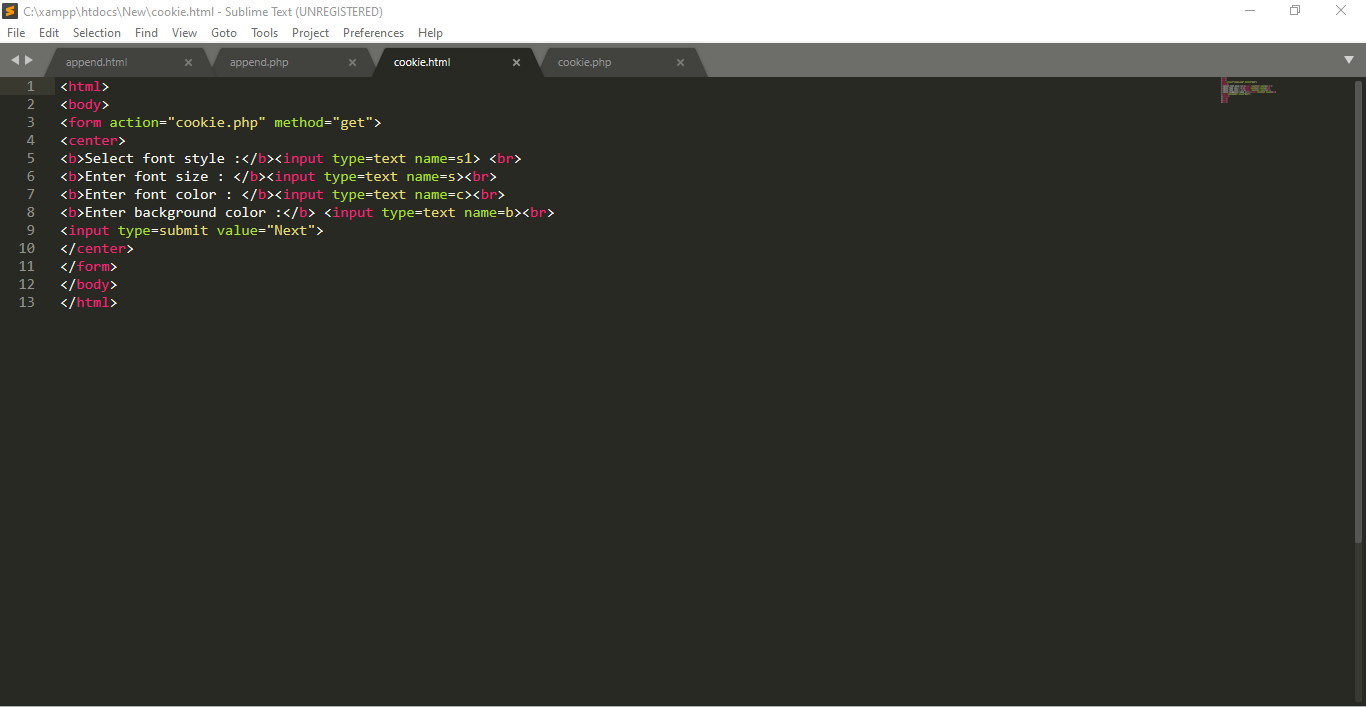 C:\xampp\htdocs\New\cookie.html - Sublime Text (UNREGISTERED)
File Edit Selection Find View Goto Tools Project Preferences Help
append.html append.php cookie.html cookie.php
1 <html>
2 <body>
3 <form action="cookie.php" method="get">
4 <center>
5 <b>Select font style :</b><input type=text name=s1> <br>
6 <b>Enter font size : </b><input type=text name=s><br>
7 <b>Enter font color : </b><input type=text name=c><br>
8 <b>Enter background color :</b> <input type=text name=b><br>
9 <input type=submit value="Next">
10 </center>
11 </form>
12 </body>
13 </html>